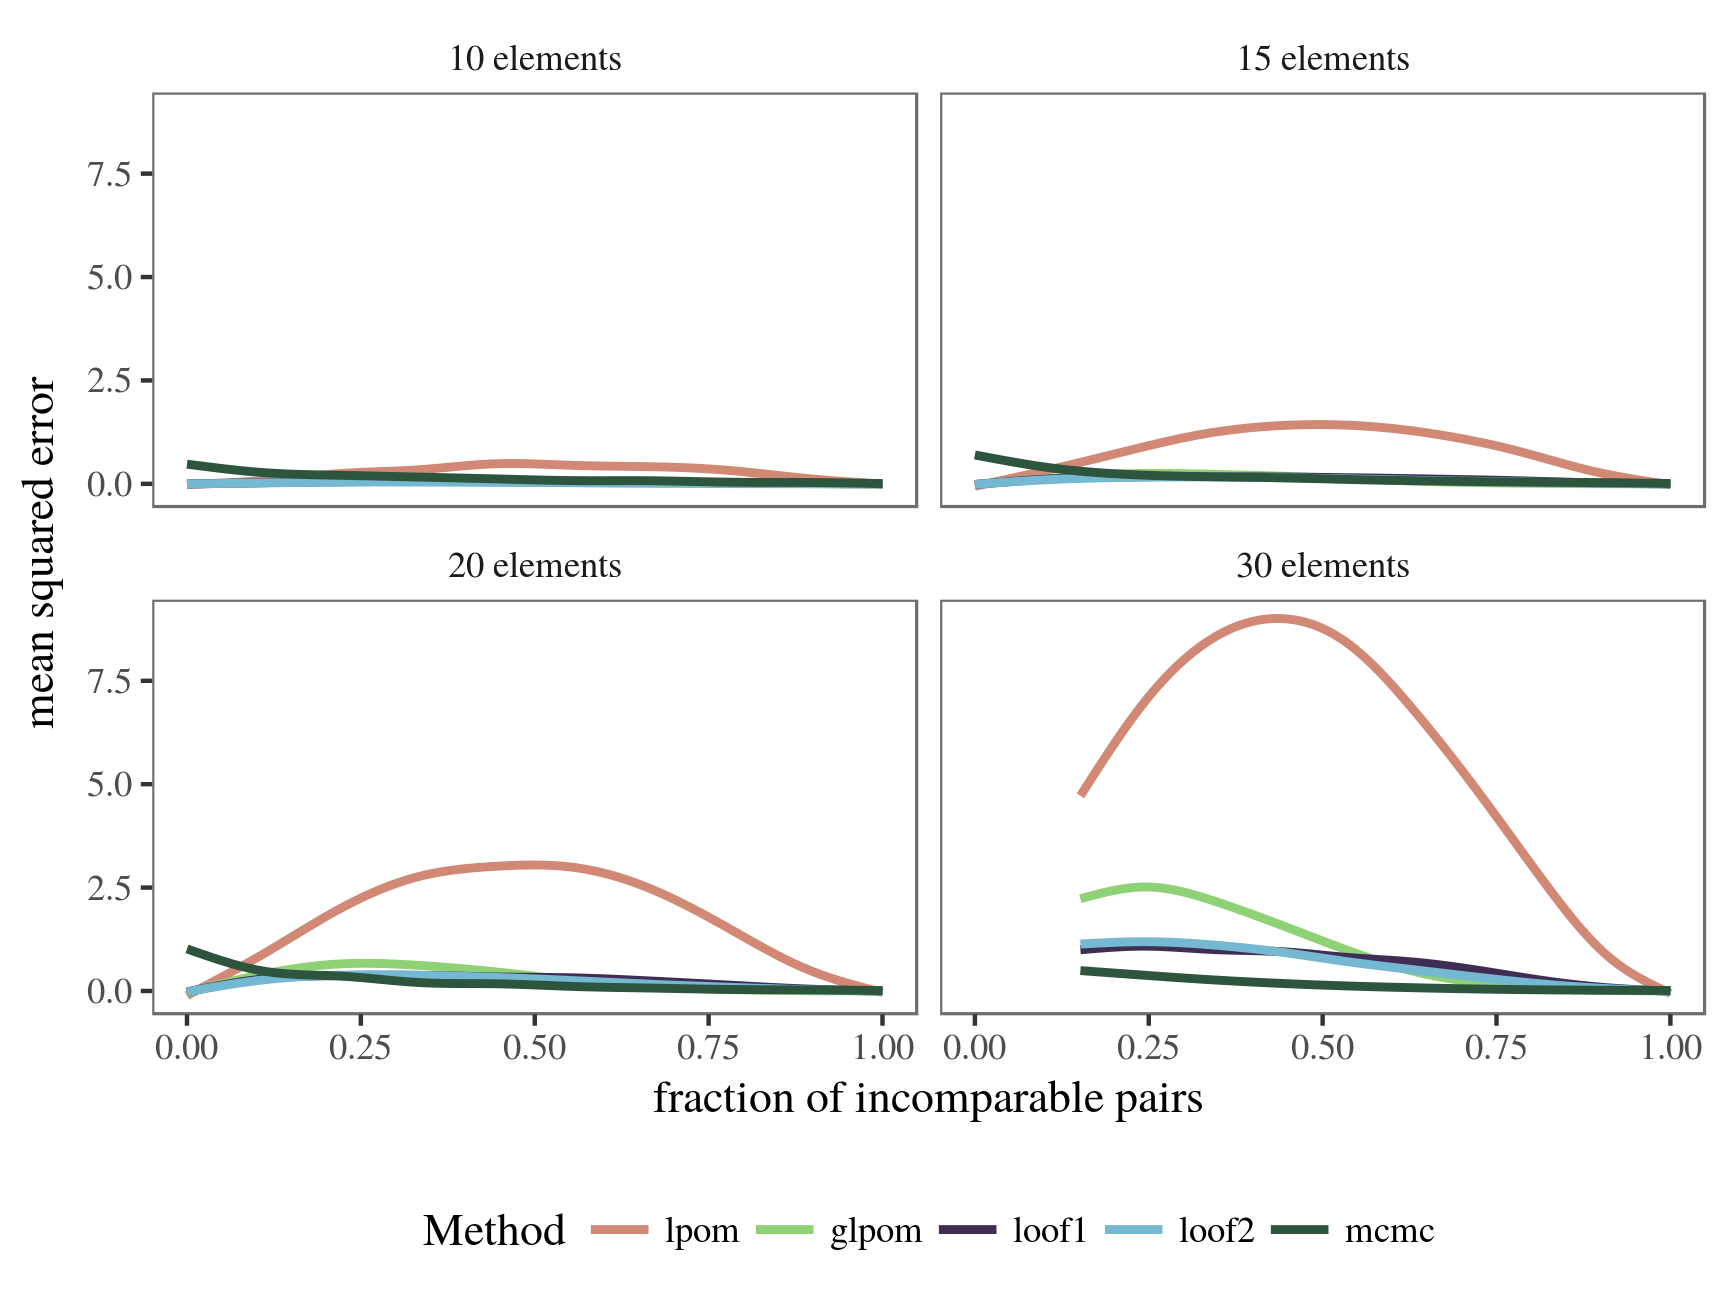 10 elements
15 elements
7.5
5.0
2.5
0.0
mean squared error
20 elements
30 elements
7.5
5.0
2.5
0.0
0.00 0.25 0.50 0.75 1.00 0.00 0.25 0.50 0.75 1.00
fraction of incomparable pairs
Method lpom glpom loof1 loof2 mcmc